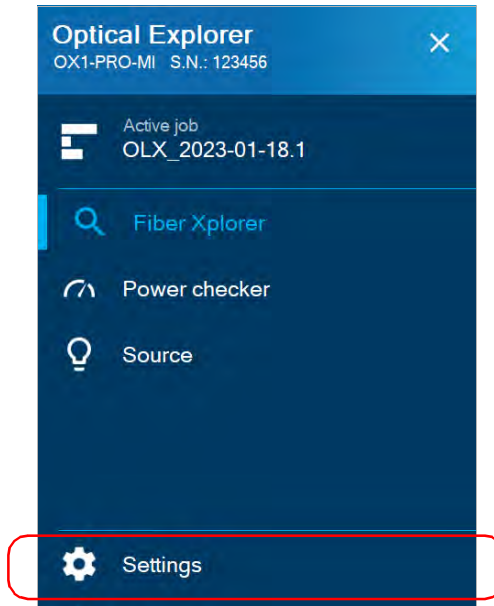 Optical Explorer
OX1-PRO-MI S.N.: 123456
Active job
OLX_2023-01-18.1
Fiber Xplorer
Power checker
Source
Settings